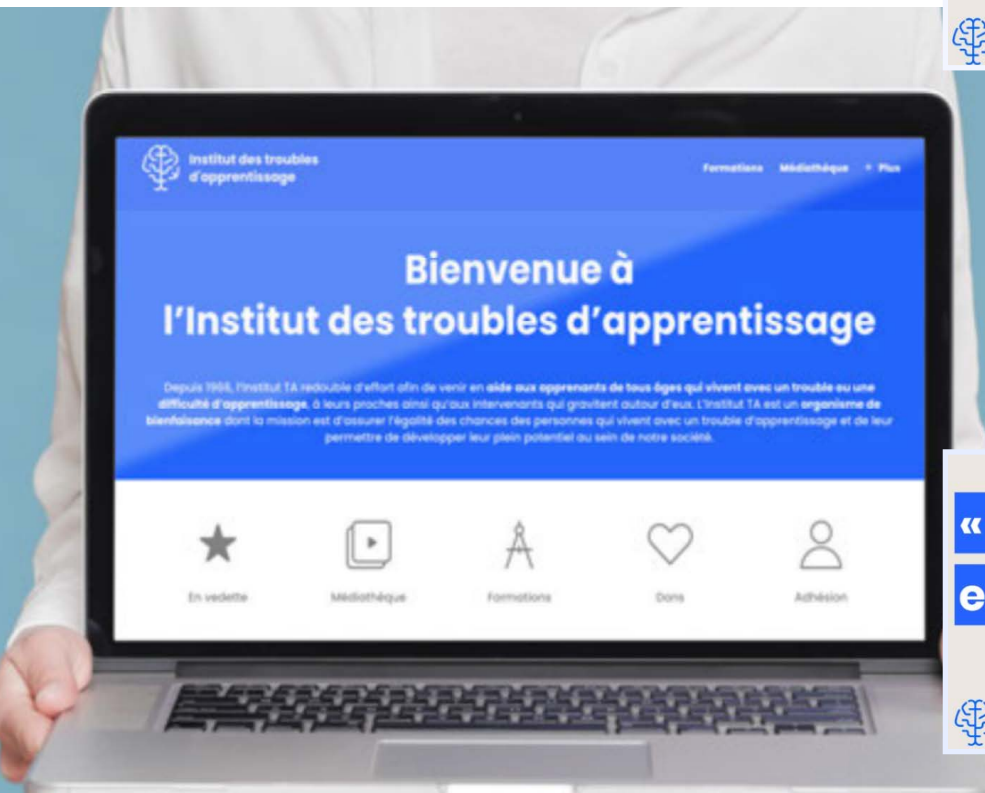 Institut des troubles
d'apprentissage
Formations Médiathèque + Plus
Bienvenue à
l'Institut des troubles d'apprentissage
Depuis 1966, l'Institut TA redouble d'effort afin de venir en aide aux apprenants de tous âges qui vivent avec un trouble ou une
difficulté d'apprentissage, à leurs proches ainsi qu'aux intervenants qui gravitent autour d'eux. L'Institut TA est un organisme de
bienfaisance dont la mission est d'assurer l'égalité des chances des personnes qui vivent avec un trouble d'apprentissage et de leur
permettre de développer leur plein potentiel au sein de notre société.
En vedette Médiathèque Formations Dons Adhésion
«
e